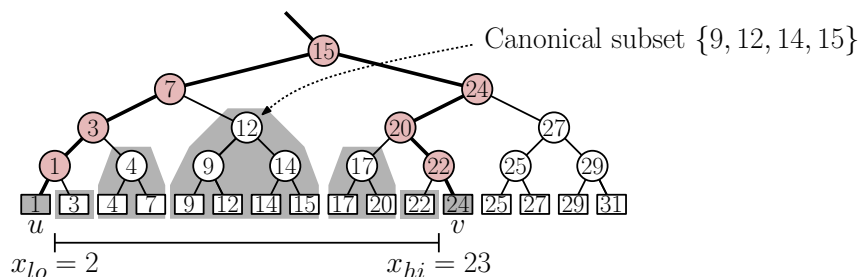 15
Canonical subset {9, 12, 14, 15}
7 24
3 12 20 27
1 4 9 14 17 22 25 29
1 3 4 7 9 12 14 15 17 20 22 24 25 27 29 31
u v
x_lo = 2 x_hi = 23